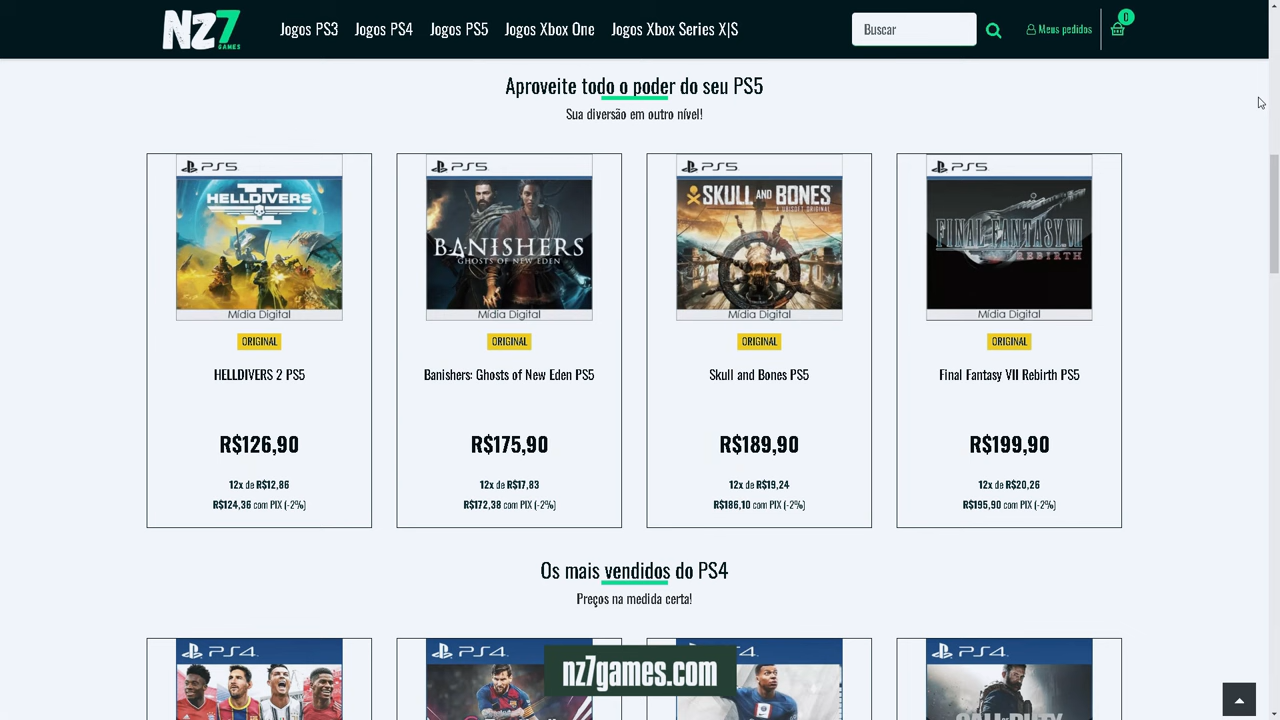 NZ7 GAMES
Jogos PS3 Jogos PS4 Jogos PS5 Jogos Xbox One Jogos Xbox Series X|S
Buscar
Meus pedidos
0
Aproveite todo o poder do seu PS5
Sua diversão em outro nível!
PS5
HELLDIVERS II
Mídia Digital
ORIGINAL
HELLDIVERS 2 PS5
R$126,90
12x de R$12,86
R$124,36 com PIX (-2%)
PS5
BANISHERS
GHOSTS OF NEW EDEN
Mídia Digital
ORIGINAL
Banishers: Ghosts of New Eden PS5
R$175,90
12x de R$17,83
R$172,38 com PIX (-2%)
PS5
SKULL AND BONES
A UBISOFT ORIGINAL
Mídia Digital
ORIGINAL
Skull and Bones PS5
R$189,90
12x de R$19,24
R$186,10 com PIX (-2%)
PS5
FINAL FANTASY VII
REBIRTH
Mídia Digital
ORIGINAL
Final Fantasy VII Rebirth PS5
R$199,90
12x de R$20,26
R$195,90 com PIX (-2%)
Os mais vendidos do PS4
Preços na medida certa!
PS4
PS4
PS4
PS4
CALL OF DUTY
nz7games.com